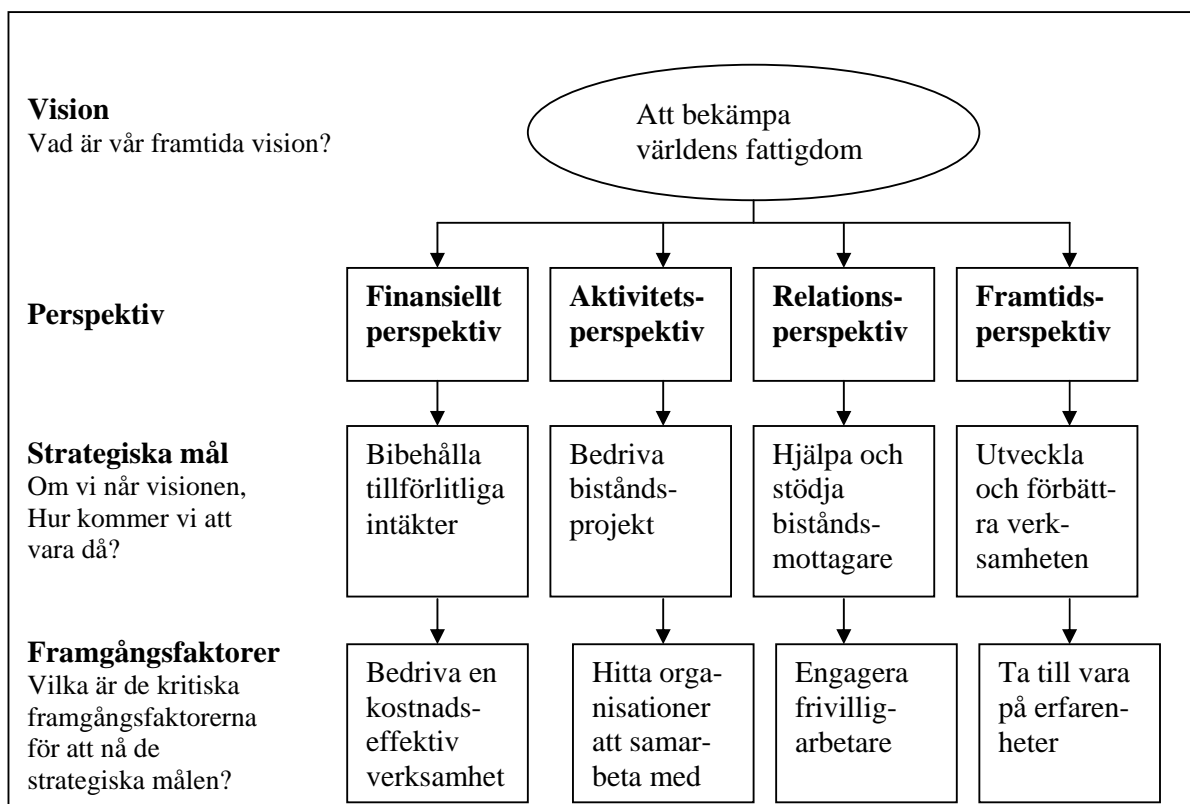 Vision
Vad är vår framtida vision?
Att bekämpa
världens fattigdom
Perspektiv
Finansiellt
perspektiv
Aktivitets-
perspektiv
Relations-
perspektiv
Framtids-
perspektiv
Strategiska mål
Om vi når visionen,
Hur kommer vi att
vara då?
Bibehålla
tillförlitliga
intäkter
Bedriva
bistånds-
projekt
Hjälpa och
stödja
bistånds-
mottagare
Utveckla
och förbätt-
ra verk-
samheten
Framgångsfaktorer
Vilka är de kritiska
framgångsfaktorerna
för att nå de
strategiska målen?
Bedriva en
kostnads-
effektiv
verksamhet
Hitta orga-
nisationer
att samar-
beta med
Engagera
frivillig-
arbetare
Ta till vara
på erfaren-
heter